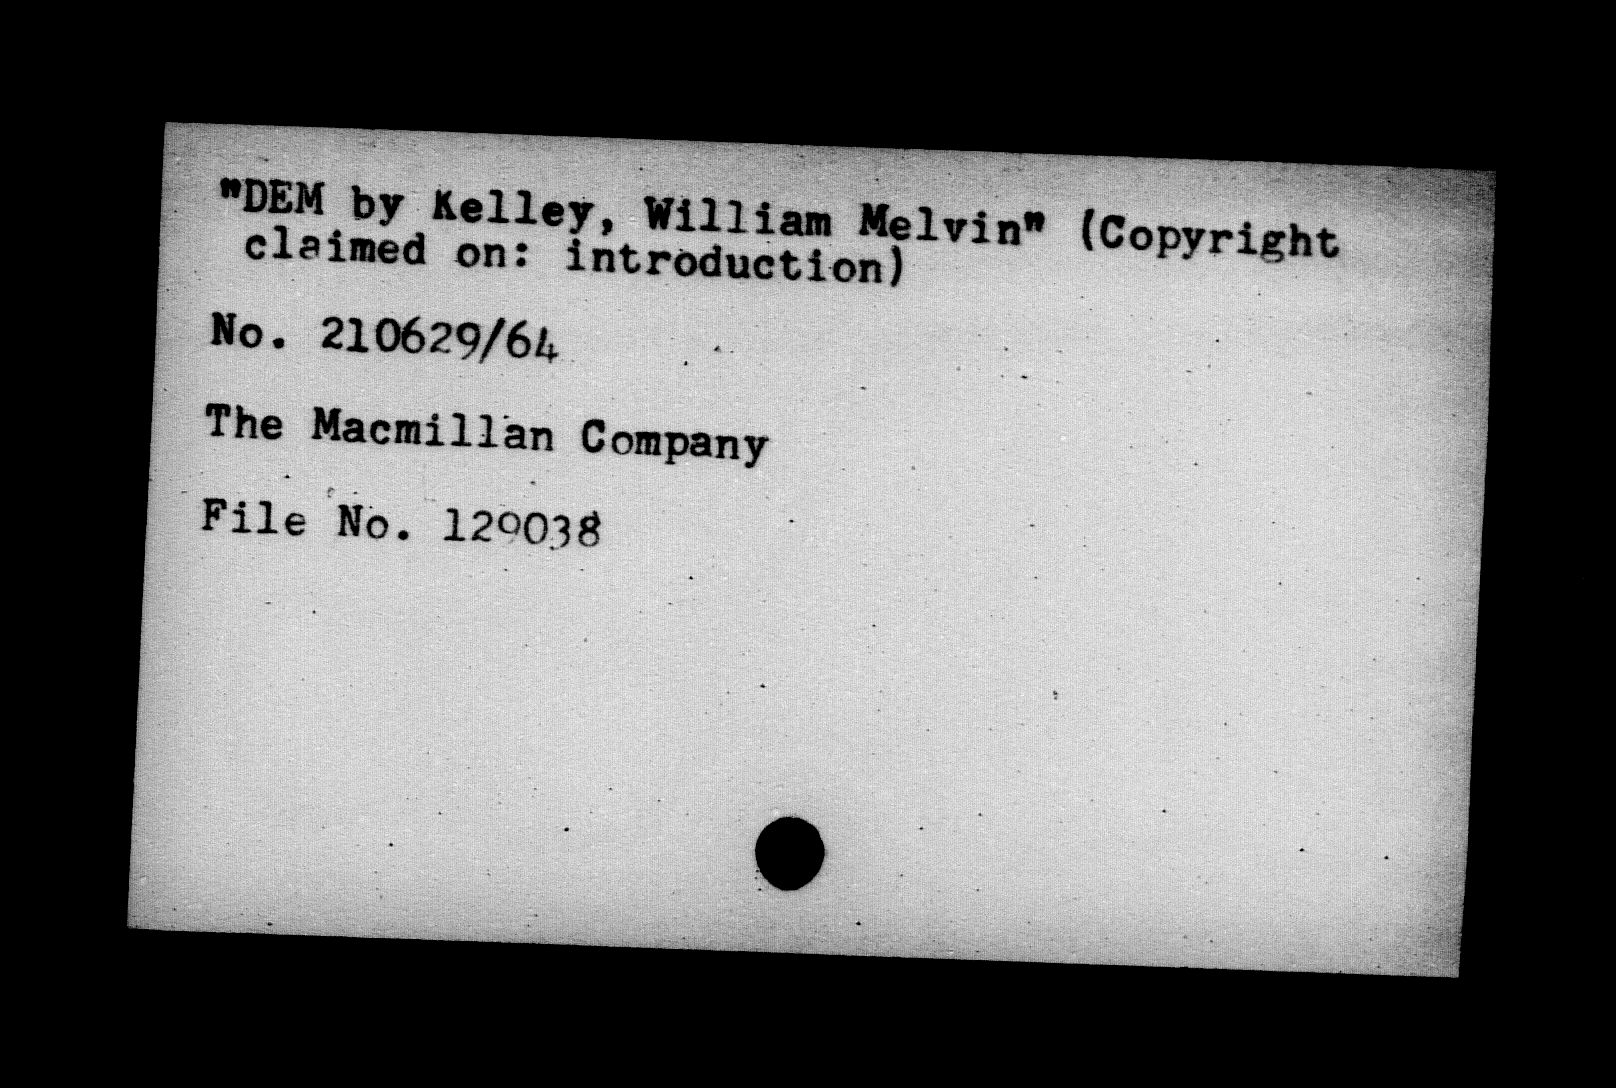 "DEM by Kelley, William Melvin" (Copyright
claimed on: introduction)
No. 210629/64
The Macmillan Company
File No. 129038